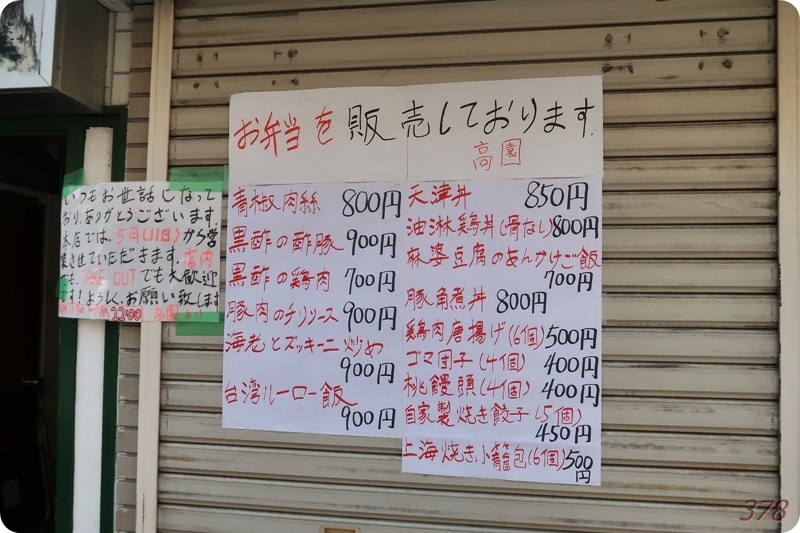 お弁当を販売しております.
高園
青椒肉絲 800円
黒酢の酢豚 900円
黒酢の鶏肉 700円
豚肉のチリソース 900円
海老とズッキーニ炒め
900円
台湾ルーロー飯
900円
天津丼 850円
油淋鶏丼(骨なし)800円
麻婆豆腐のあんかけご飯
700円
豚角煮丼 800円
鶏肉唐揚げ(6個)500円
ゴマ団子(4個) 400円
桃饅頭(4個) 400円
自家製焼き餃子(5個)
450円
上海焼き小籠包(6個)500
円
いつもお世話になって
おり、ありがとうございます.
本店では、5月(11日)から営
業させていただきます.店内
でも、TAKE OUTでも大歓迎
です!ようしく、お願い致します
22:00 高園より
378